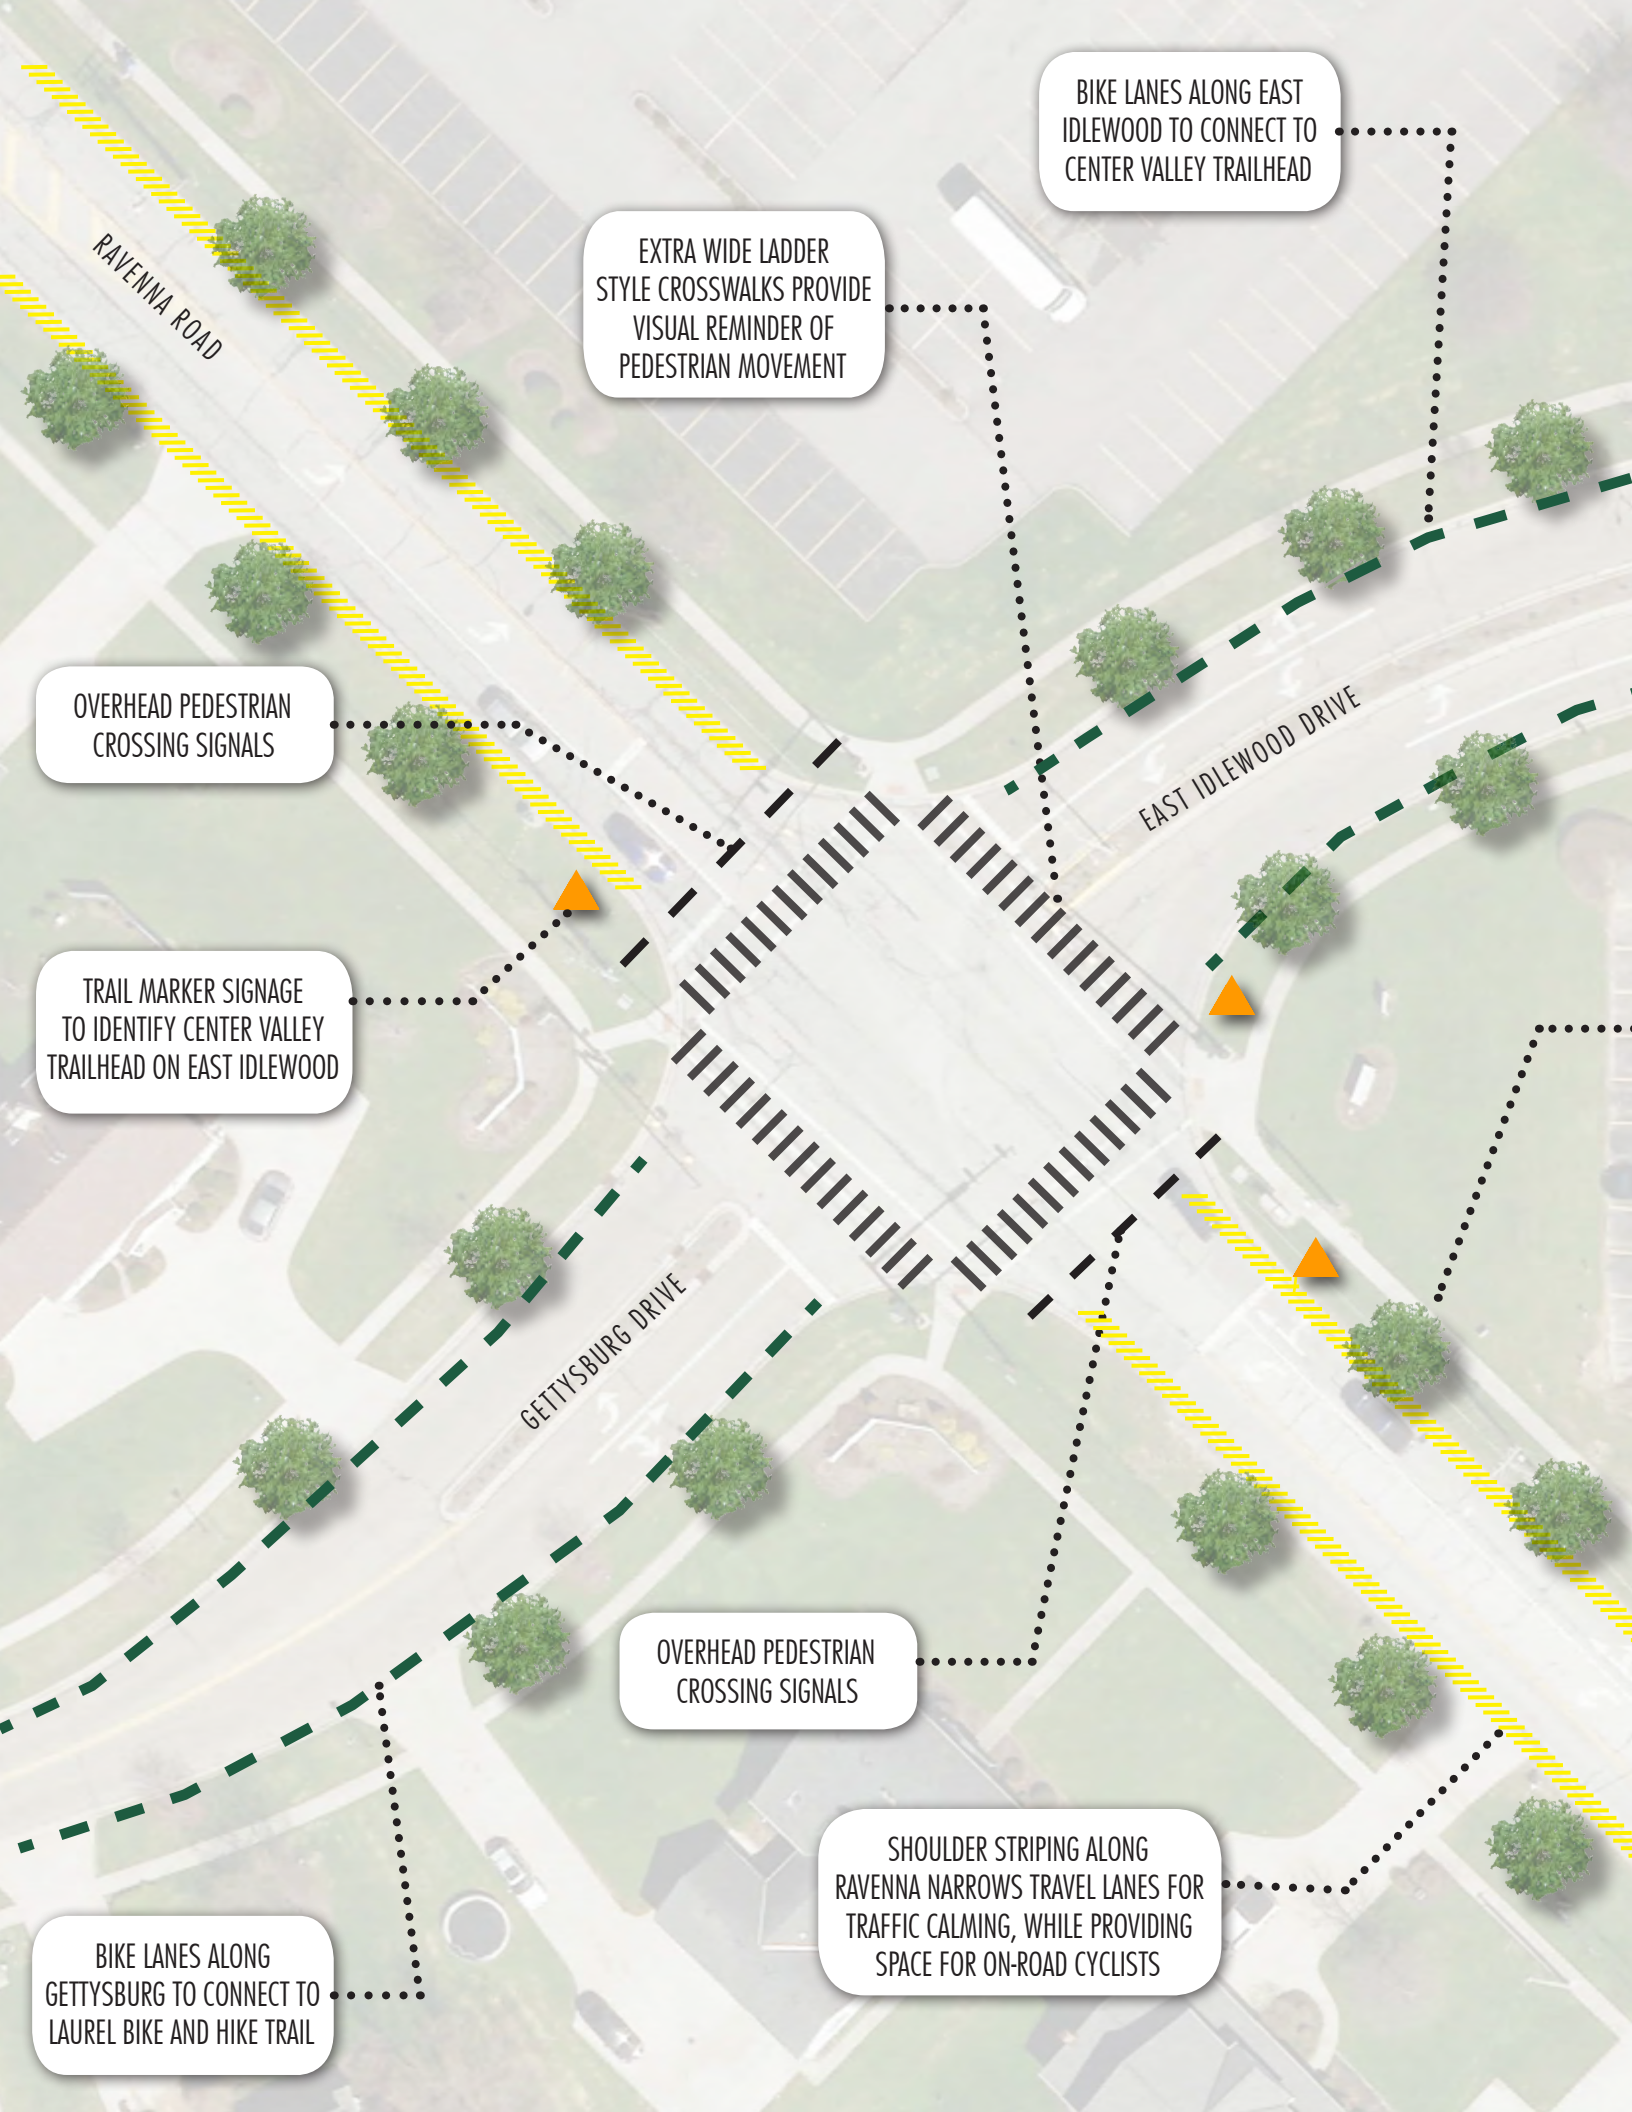 BIKE LANES ALONG EAST
IDLEWOOD TO CONNECT TO
CENTER VALLEY TRAILHEAD
EXTRA WIDE LADDER
STYLE CROSSWALKS PROVIDE
VISUAL REMINDER OF
PEDESTRIAN MOVEMENT
RAVENNA ROAD
OVERHEAD PEDESTRIAN
CROSSING SIGNALS
EAST IDLEWOOD DRIVE
TRAIL MARKER SIGNAGE
TO IDENTIFY CENTER VALLEY
TRAILHEAD ON EAST IDLEWOOD
GETTYSBURG DRIVE
OVERHEAD PEDESTRIAN
CROSSING SIGNALS
SHOULDER STRIPING ALONG
RAVENNA NARROWS TRAVEL LANES FOR
TRAFFIC CALMING, WHILE PROVIDING
SPACE FOR ON-ROAD CYCLISTS
BIKE LANES ALONG
GETTYSBURG TO CONNECT TO
LAUREL BIKE AND HIKE TRAIL